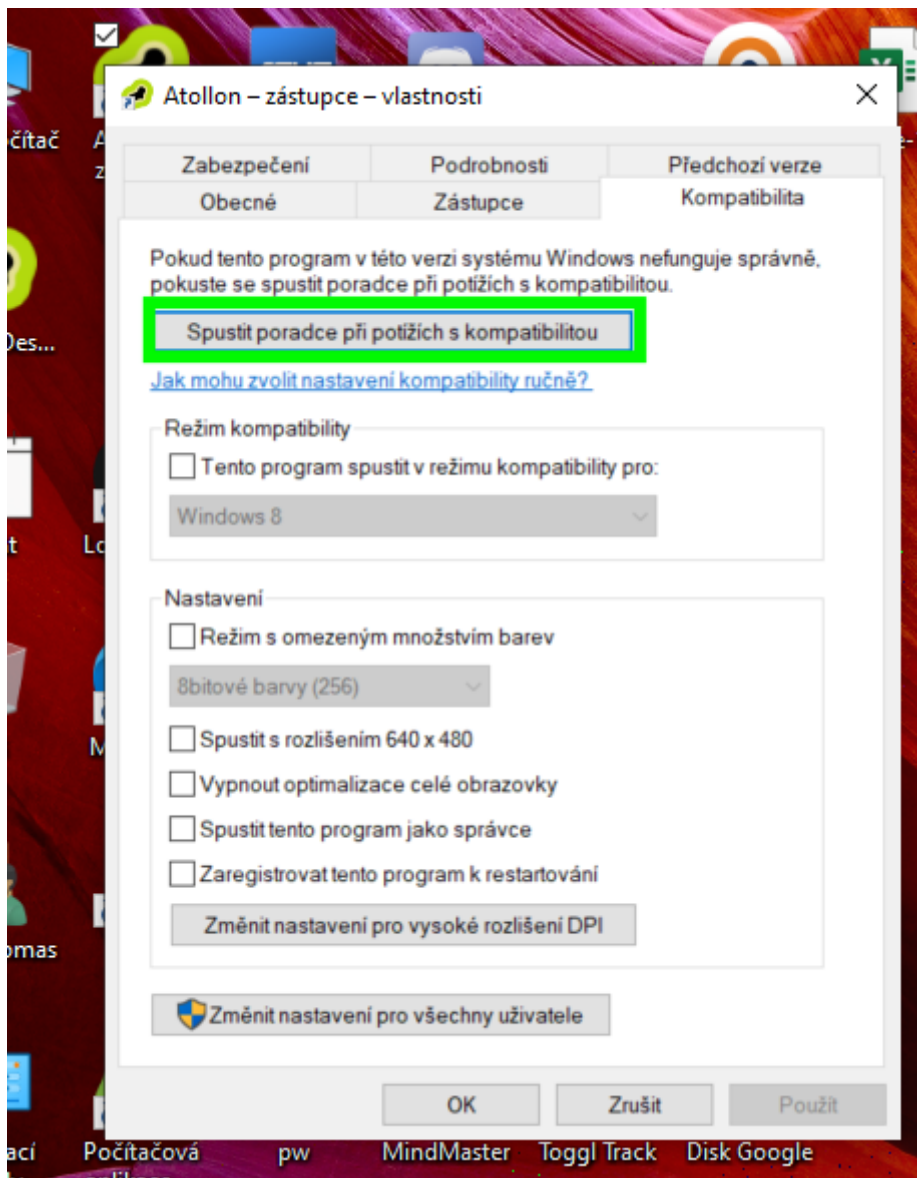 Atollon – zástupce – vlastnosti
čítač
Zabezpečení
Podrobnosti
Předchozí verze
Obecné
Zástupce
Kompatibilita
Pokud tento program v této verzi systému Windows nefunguje správně,
pokuste se spustit poradce při potížích s kompatibilitou.
Spustit poradce při potížích s kompatibilitou
Des...
Jak mohu zvolit nastavení kompatibility ručně?
Režim kompatibility
Tento program spustit v režimu kompatibility pro:
Windows 8
Nastavení
Režim s omezeným množstvím barev
8bitové barvy (256)
Spustit s rozlišením 640 x 480
Vypnout optimalizace celé obrazovky
Spustit tento program jako správce
Zaregistrovat tento program k restartování
Změnit nastavení pro vysoké rozlišení DPI
omas
Změnit nastavení pro všechny uživatele
OK
Zrušit
Použít
ací
Počítačová
pw
MindMaster
Toggl Track
Disk Google